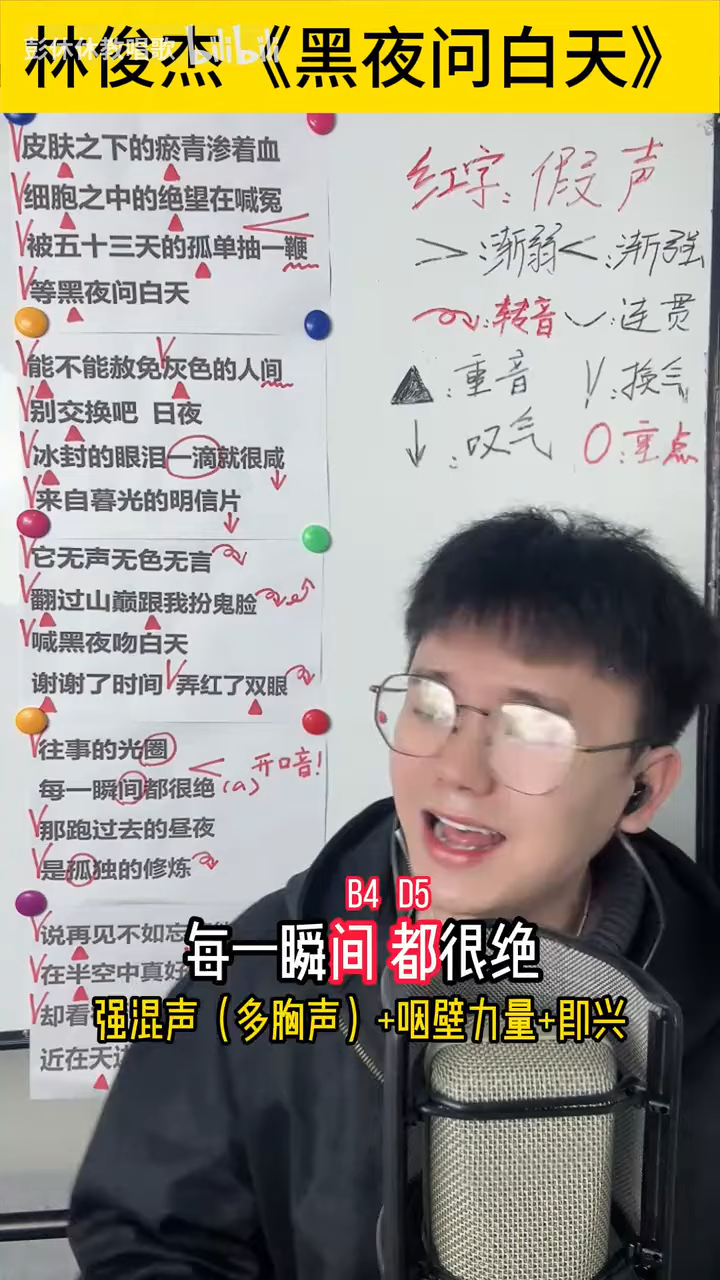 林俊杰《黑夜问白天》
彭休休教唱歌 bilibili
皮肤之下的瘀青渗着血
细胞之中的绝望在喊冤
被五十三天的孤单抽一鞭
等黑夜问白天
能不能赦免灰色的人间
别交换吧 日夜
冰封的眼泪一滴就很咸
来自暮光的明信片
它无声无色无言
翻过山巅跟我扮鬼脸
喊黑夜吻白天
谢谢了时间弄红了双眼
往事的光圈
每一瞬间都很绝(a)
开口音!
那跑过去的昼夜
是孤独的修炼
说再见不如忘
在半空中真好
却看
近在天
红字:假声
>:渐弱<:渐强
:转音 :连贯
▲:重音 V:换气
↓:叹气 O:重点
B4 D5
每一瞬间 都很绝
强混声(多胸声)+咽壁力量+即兴